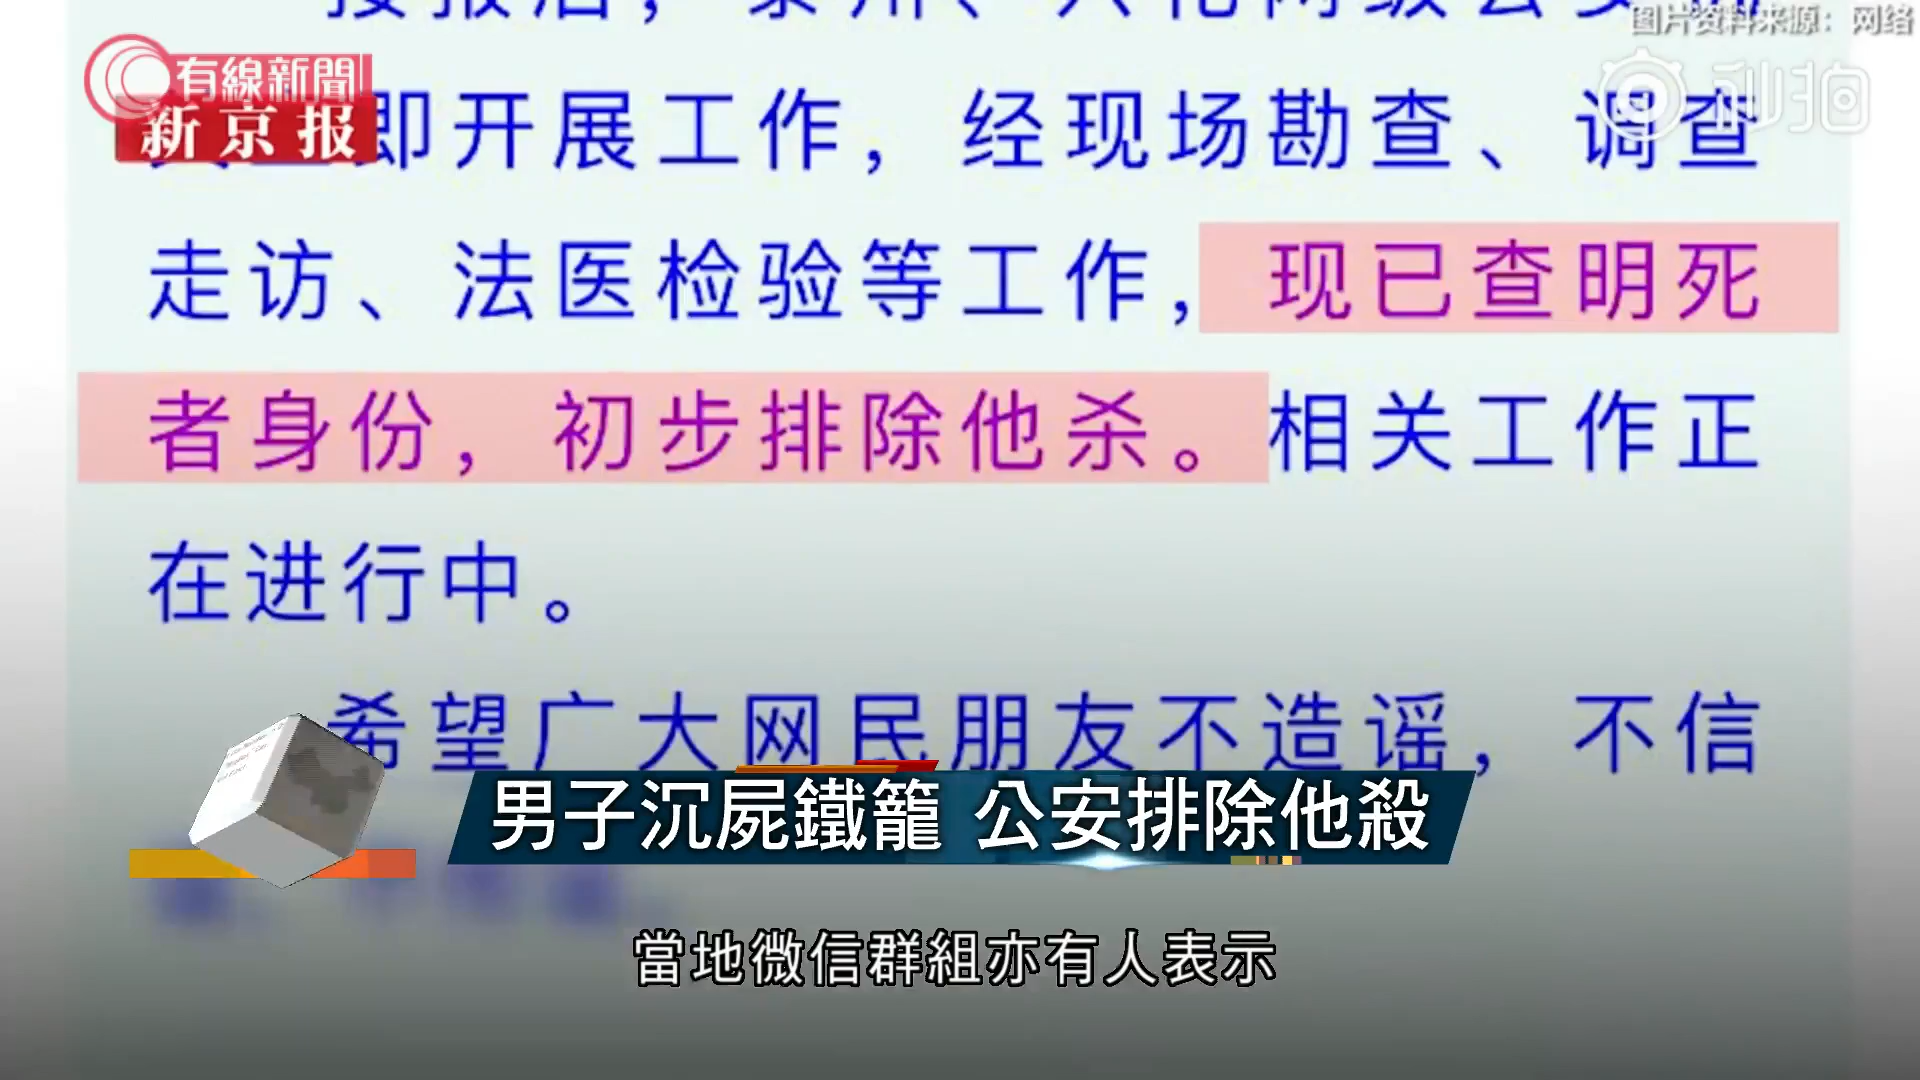 图片资料来源：网络
有線新聞
新京报
秒拍
即开展工作，经现场勘查、调查
走访、法医检验等工作，现已查明死
者身份，初步排除他杀。相关工作正
在进行中。
希望广大网民朋友不造谣，不信
男子沉屍鐵籠 公安排除他殺
當地微信群組亦有人表示